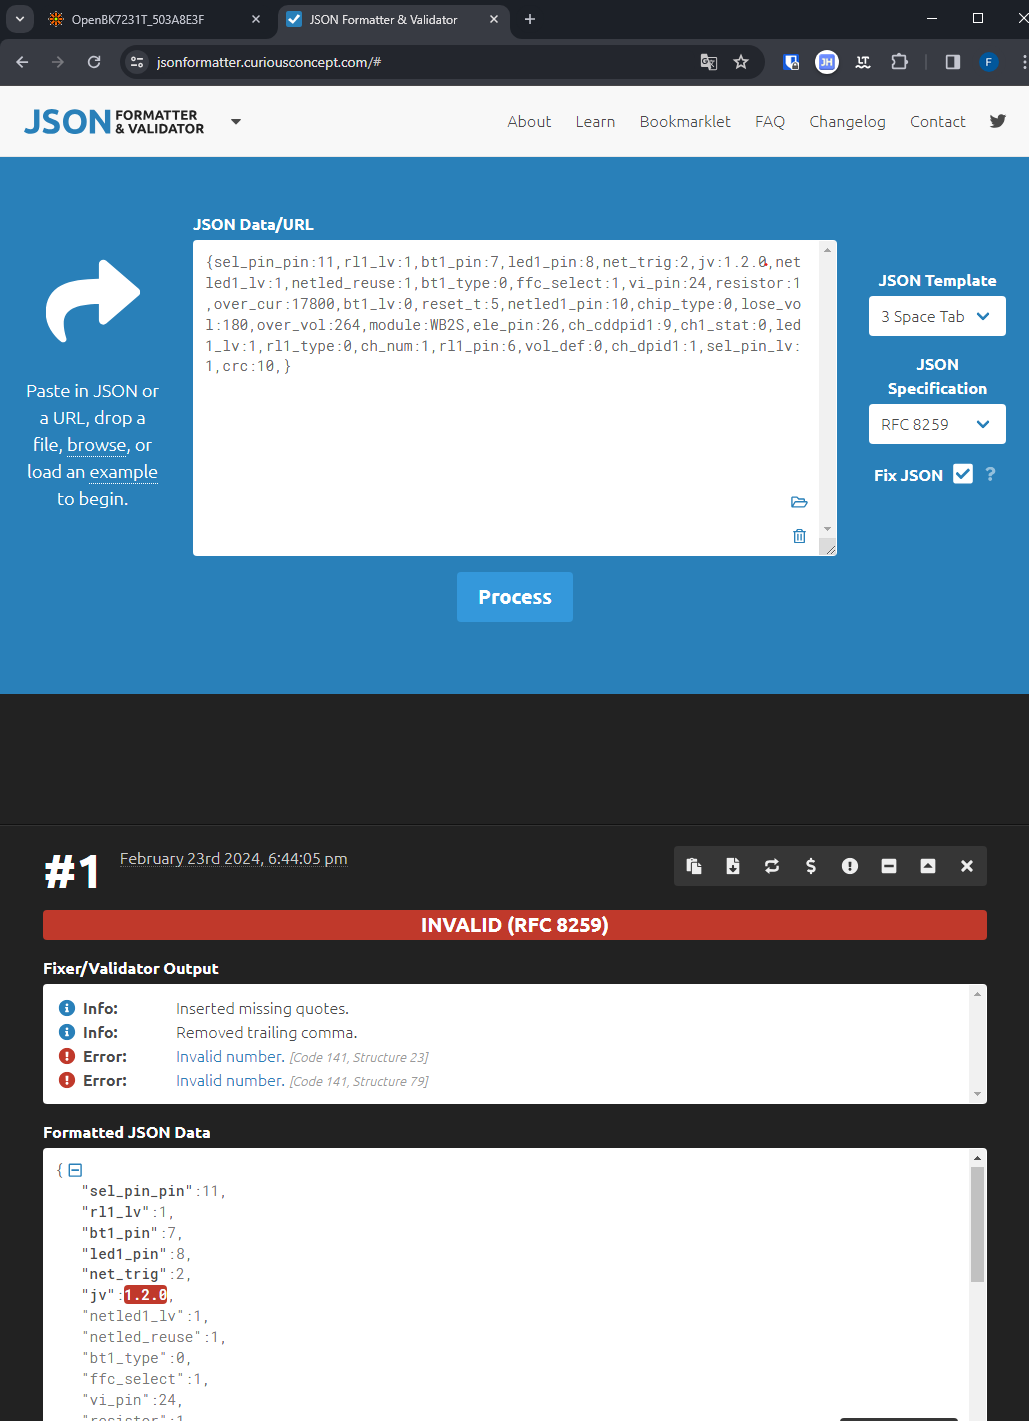 OpenBK7231T_503A8E3F
JSON Formatter & Validator
jsonformatter.curiousconcept.com/#
JH
F
JSON FORMATTER & VALIDATOR
About Learn Bookmarklet FAQ Changelog Contact
JSON Data/URL
{sel_pin_pin:11,rl1_lv:1,bt1_pin:7,led1_pin:8,net_trig:2,jv:1.2.0,net
led1_lv:1,netled_reuse:1,bt1_type:0,ffc_select:1,vi_pin:24,resistor:1
,over_cur:17800,bt1_lv:0,reset_t:5,netled1_pin:10,chip_type:0,lose_vo
l:180,over_vol:264,module:WB2S,ele_pin:26,ch_cddpid1:9,ch1_stat:0,led
1_lv:1,rl1_type:0,ch_num:1,rl1_pin:6,vol_def:0,ch_dpid1:1,sel_pin_lv:
1,crc:10,}
Paste in JSON or
a URL, drop a
file, browse, or
load an example
to begin.
JSON Template
3 Space Tab
JSON
Specification
RFC 8259
Fix JSON ?
Process
#1
February 23rd 2024, 6:44:05 pm
INVALID (RFC 8259)
Fixer/Validator Output
Info: Inserted missing quotes.
Info: Removed trailing comma.
Error: Invalid number. [Code 141, Structure 23]
Error: Invalid number. [Code 141, Structure 79]
Formatted JSON Data
{
"sel_pin_pin":11,
"rl1_lv":1,
"bt1_pin":7,
"led1_pin":8,
"net_trig":2,
"jv":1.2.0,
"netled1_lv":1,
"netled_reuse":1,
"bt1_type":0,
"ffc_select":1,
"vi_pin":24,
"resistor":1